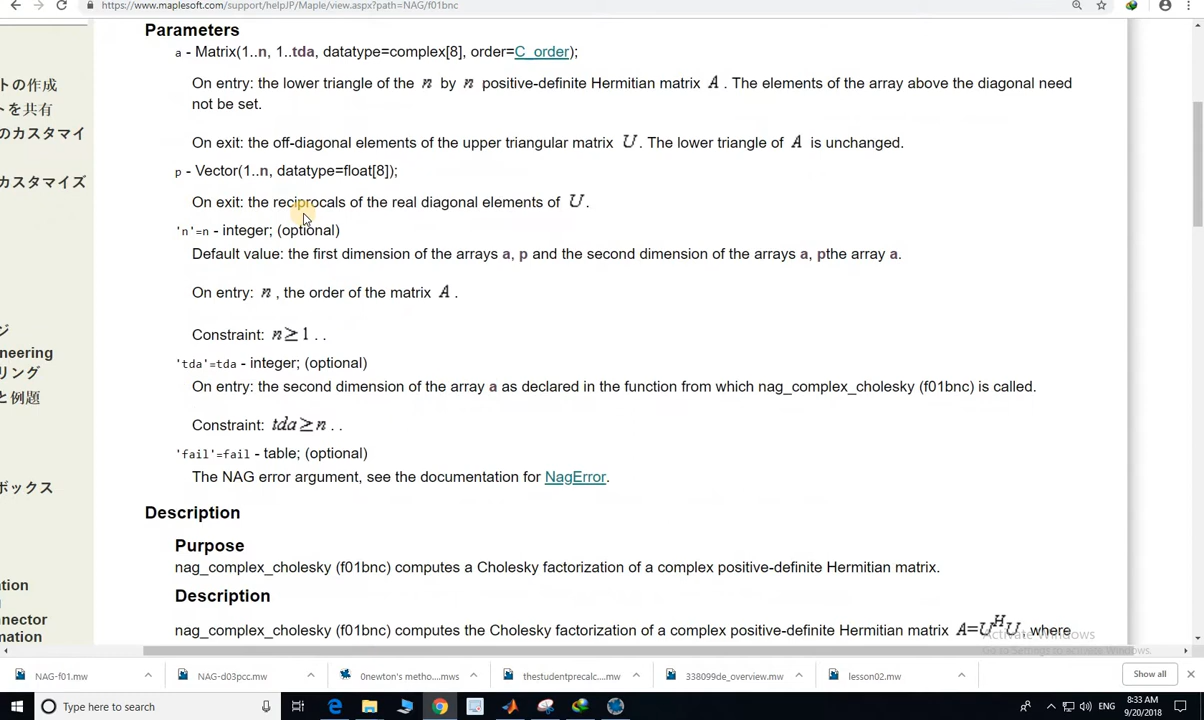 https://www.maplesoft.com/support/helpJP/Maple/view.aspx?path=NAG/f01bnc
Parameters
a - Matrix(1..n, 1..tda, datatype=complex[8], order=C_order);
トの作成
On entry: the lower triangle of the n by n positive-definite Hermitian matrix A . The elements of the array above the diagonal need
トを共有
not be set.
のカスタマイ
On exit: the off-diagonal elements of the upper triangular matrix U. The lower triangle of A is unchanged.
p - Vector(1..n, datatype=float[8]);
カスタマイズ
On exit: the reciprocals of the real diagonal elements of U.
'n'=n - integer; (optional)
Default value: the first dimension of the arrays a, p and the second dimension of the arrays a, pthe array a.
On entry: n , the order of the matrix A .
ジ
Constraint: n≥1 . .
neering
'tda'=tda - integer; (optional)
リング
On entry: the second dimension of the array a as declared in the function from which nag_complex_cholesky (f01bnc) is called.
と例題
Constraint: tda≥n . .
'fail'=fail - table; (optional)
The NAG error argument, see the documentation for NagError.
ボックス
Description
Purpose
nag_complex_cholesky (f01bnc) computes a Cholesky factorization of a complex positive-definite Hermitian matrix.
tion
Description
nnector
nag_complex_cholesky (f01bnc) computes the Cholesky factorization of a complex positive-definite Hermitian matrix A=U^H U, where
mation
Activate Windows
Go to Settings to activate Windows.
NAG-f01.mw
NAG-d03pcc.mw
0newton's metho....mws
thestudentprecalc....mw
338099de_overview.mw
lesson02.mw
Show all
Type here to search
ENG
8:33 AM
9/20/2018